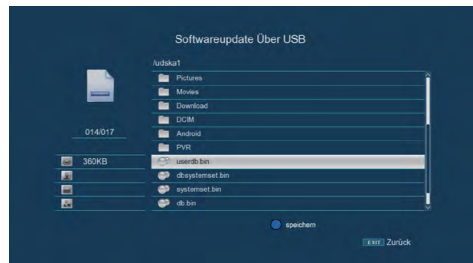 Softwareupdate Über USB
/udska1
Pictures
Movies
Download
DCIM
Android
PVR
userdb.bin
dbsystemset.bin
systemset.bin
db.bin
014/017
360KB
speichern
EXIT Zurück